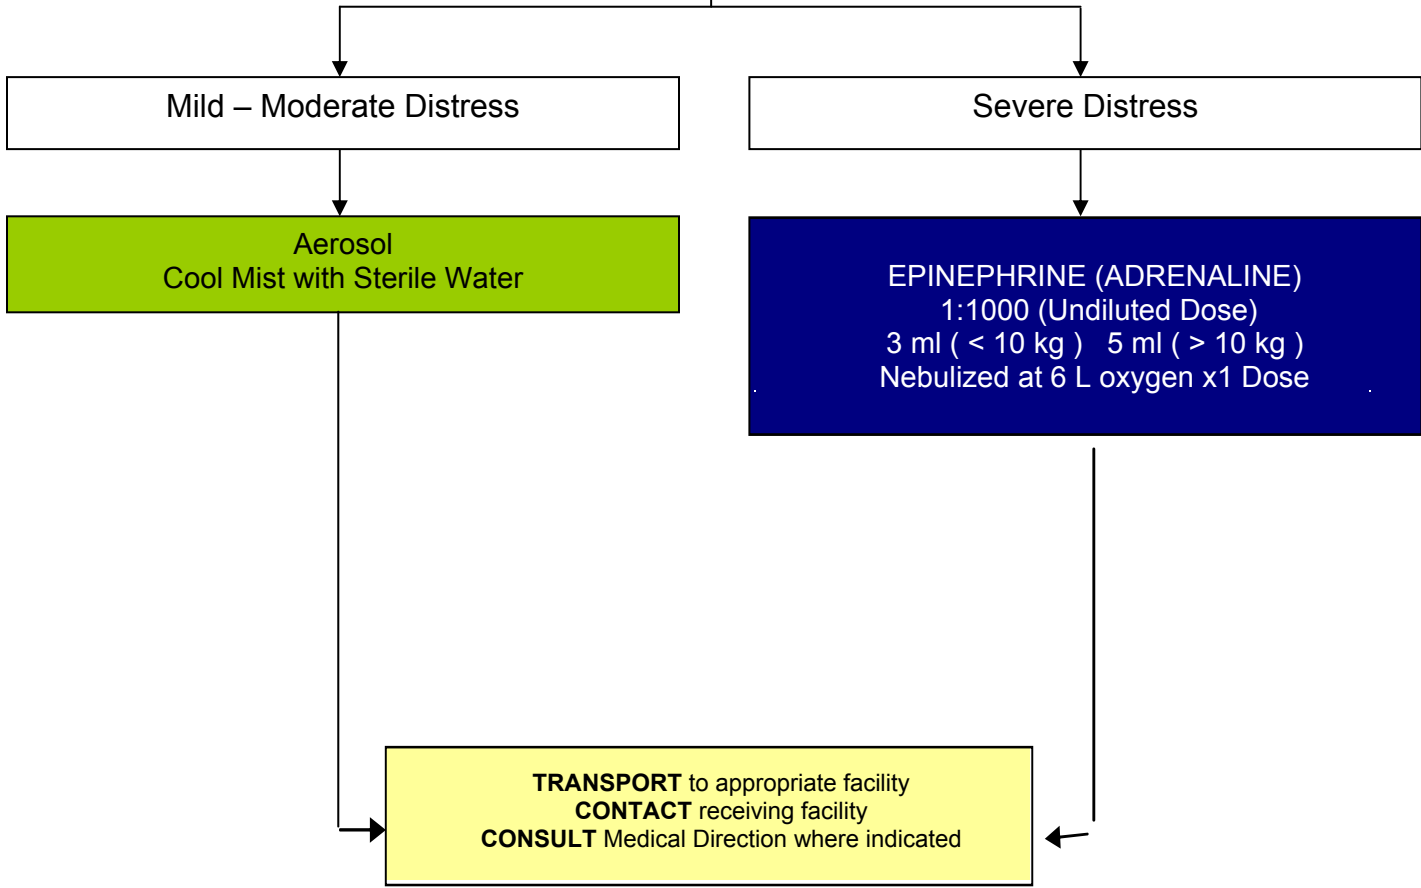 Mild – Moderate Distress
Severe Distress
Aerosol
Cool Mist with Sterile Water
EPINEPHRINE (ADRENALINE)
1:1000 (Undiluted Dose)
3 ml ( < 10 kg )   5 ml ( > 10 kg )
Nebulized at 6 L oxygen x1 Dose
TRANSPORT to appropriate facility
CONTACT receiving facility
CONSULT Medical Direction where indicated